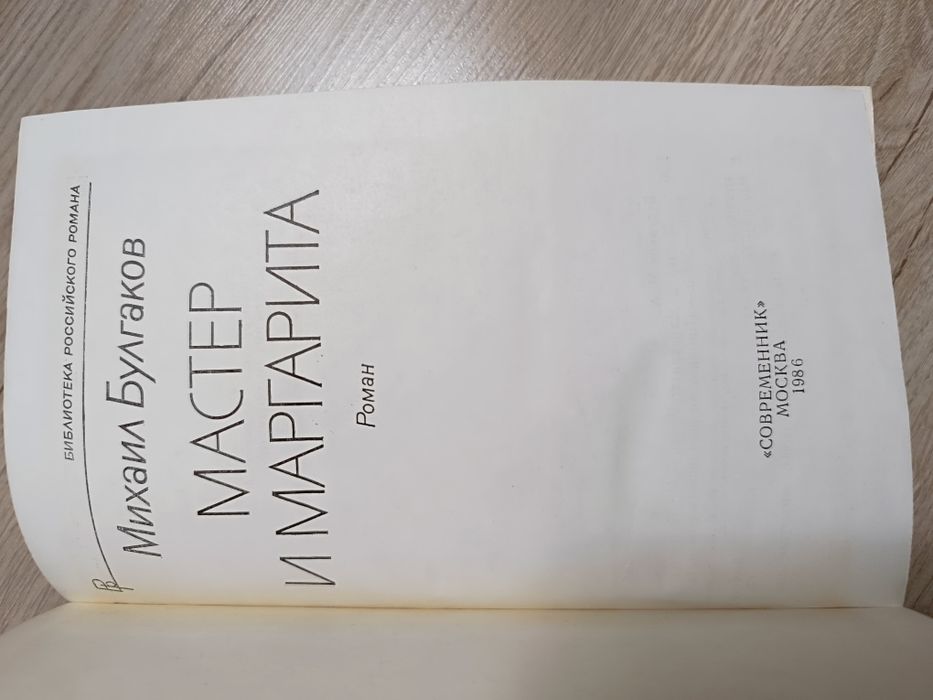 БИБЛИОТЕКА РОССИЙСКОГО РОМАНА
Михаил Булгаков
МАСТЕР
И МАРГАРИТА
Роман
«СОВРЕМЕННИК»
МОСКВА
1986